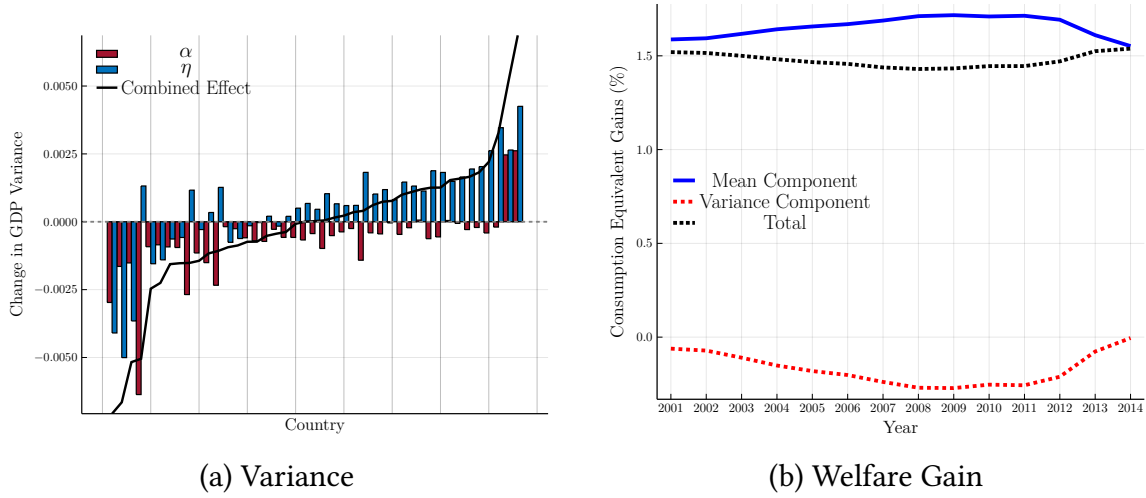 α
η
Combined Effect
0.0050
0.0025
0.0000
−0.0025
−0.0050
Change in GDP Variance
Country
(a) Variance
1.5
1.0
0.5
0.0
Consumption Equivalent Gains (%)
Mean Component
Variance Component
Total
2001 2002 2003 2004 2005 2006 2007 2008 2009 2010 2011 2012 2013 2014
Year
(b) Welfare Gain